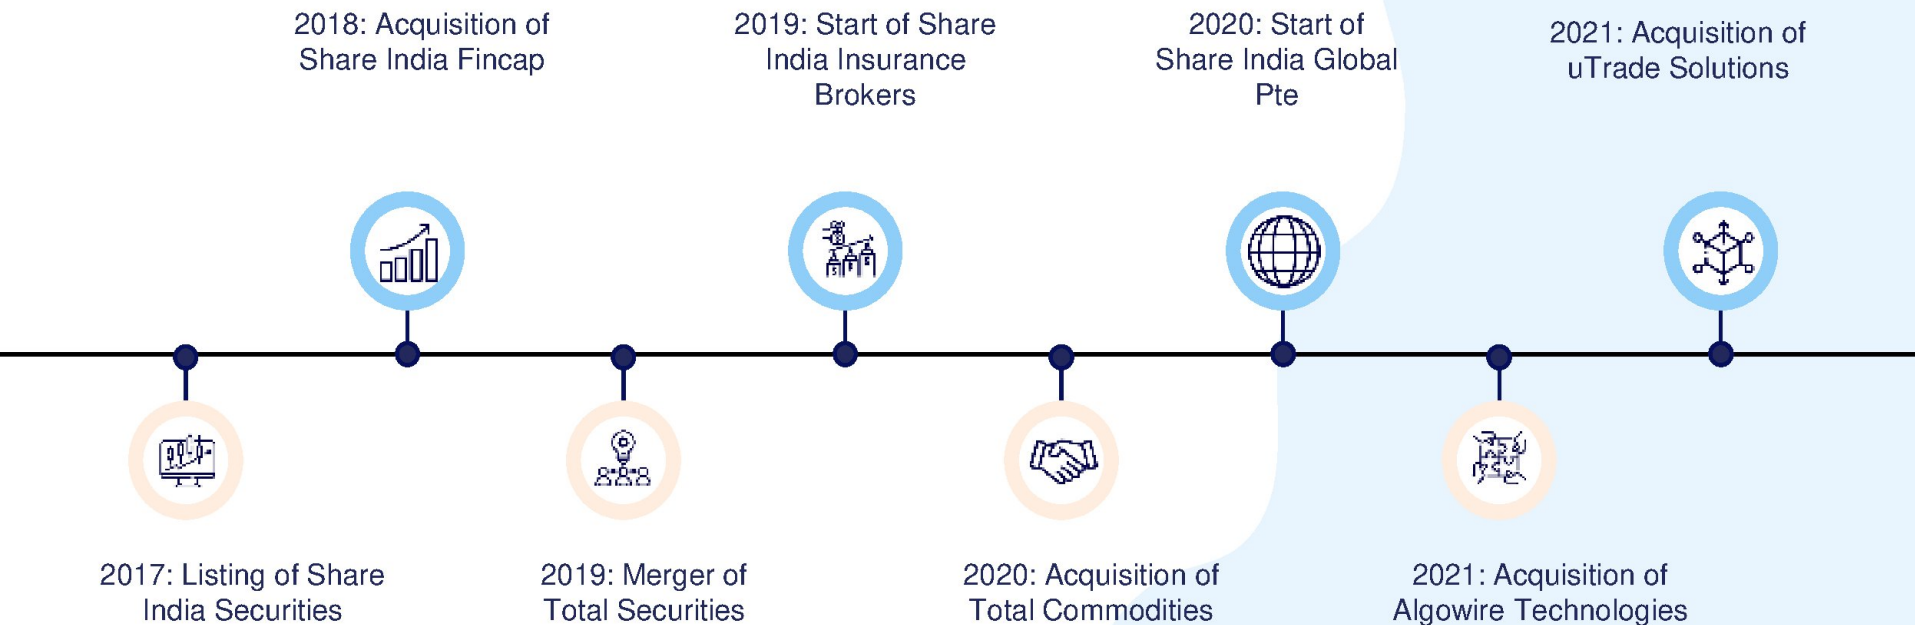 2018: Acquisition of
Share India Fincap
2019: Start of Share
India Insurance
Brokers
2020: Start of
Share India Global
Pte
2021: Acquisition of
uTrade Solutions
2017: Listing of Share
India Securities
2019: Merger of
Total Securities
2020: Acquisition of
Total Commodities
2021: Acquisition of
Algowire Technologies